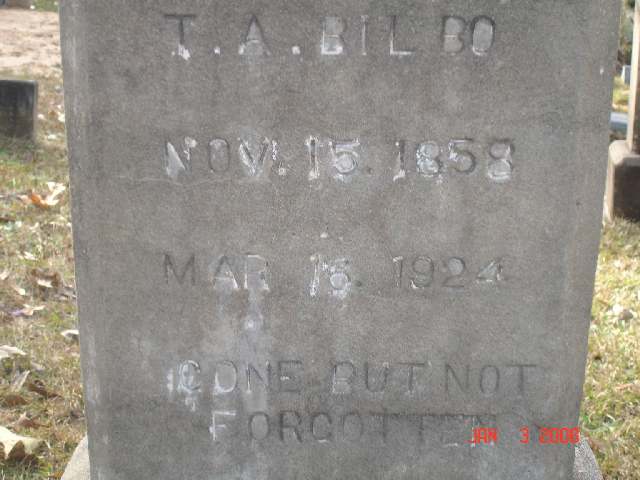 T. A. BILBO
NOV. 15. 1858
MAR 16. 1924
GONE BUT NOT
FORGOTTEN
JAN 3 2008